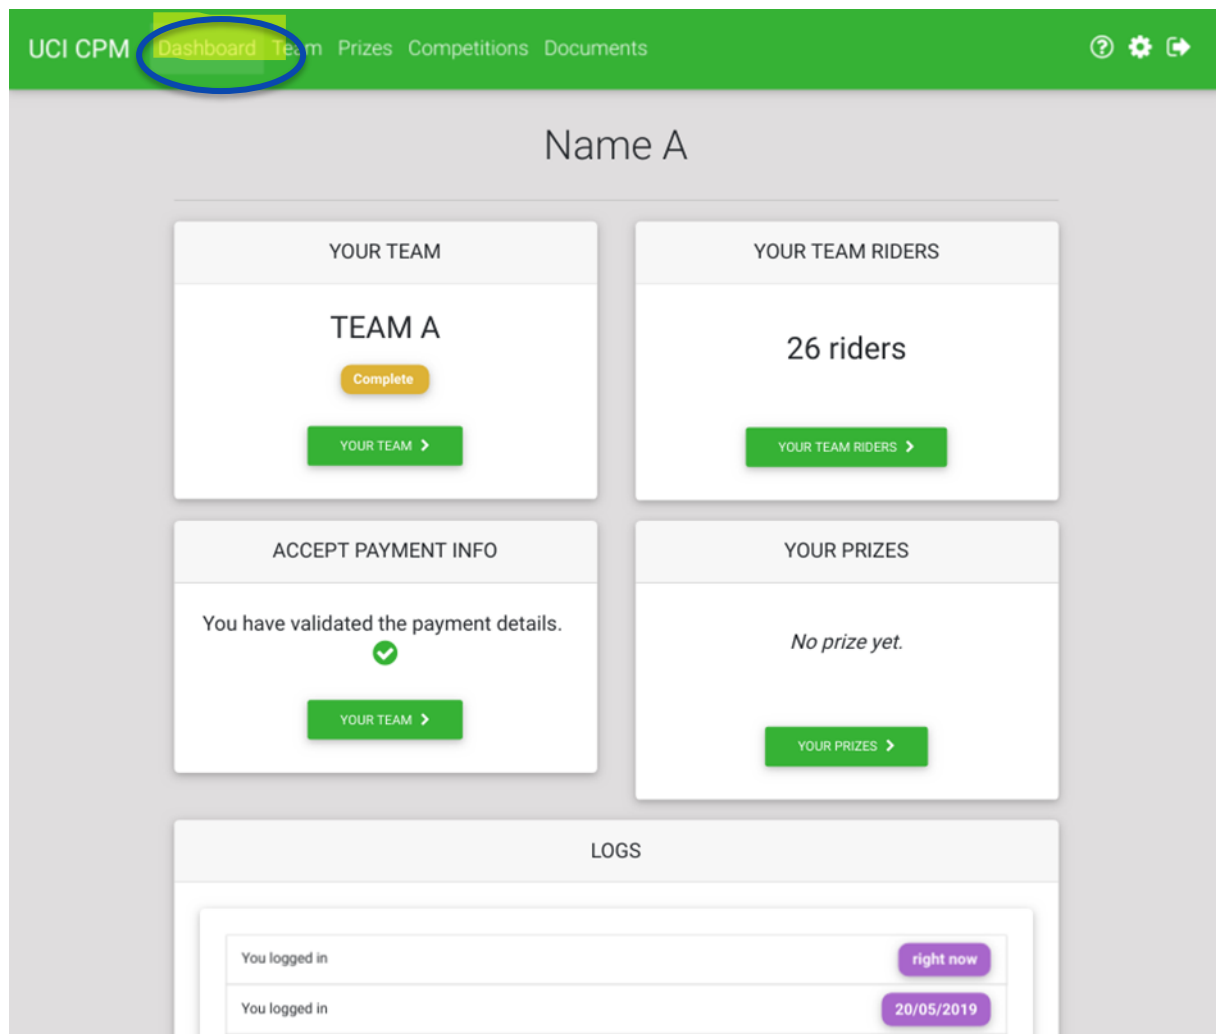 UCI CPM Dashboard Team Prizes Competitions Documents
Name A
YOUR TEAM
TEAM A
Complete
YOUR TEAM
YOUR TEAM RIDERS
26 riders
YOUR TEAM RIDERS
ACCEPT PAYMENT INFO
You have validated the payment details.
YOUR TEAM
YOUR PRIZES
No prize yet.
YOUR PRIZES
LOGS
You logged in right now
You logged in 20/05/2019